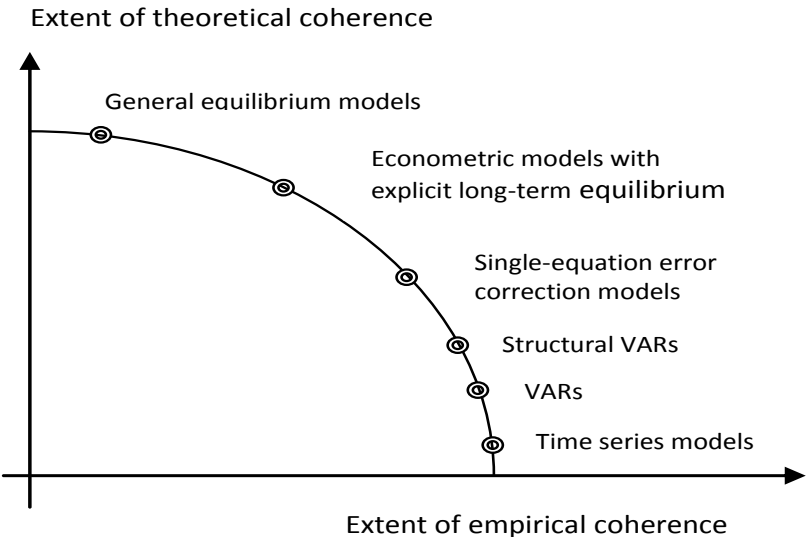 Extent of theoretical coherence
General equilibrium models
Econometric models with
explicit long-term equilibrium
Single-equation error
correction models
Structural VARs
VARs
Time series models
Extent of empirical coherence